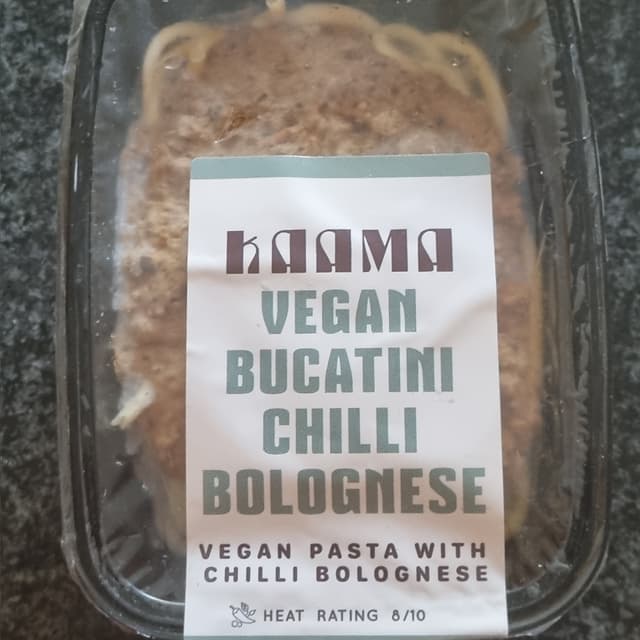 KAAMA
VEGAN
BUCATINI
CHILLI
BOLOGNESE
VEGAN PASTA WITH
CHILLI BOLOGNESE
HEAT RATING 8/10